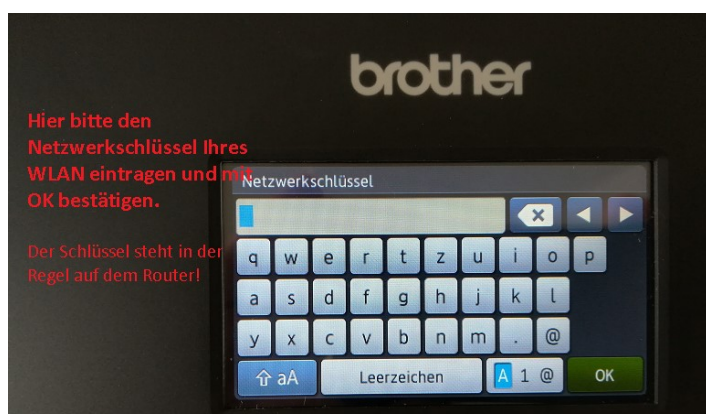 brother
Hier bitte den
Netzwerkschlüssel Ihres
WLAN eintragen und mit
OK bestätigen.
Der Schlüssel steht in der
Regel auf dem Router!
Netzwerkschlüssel
q w e r t z u i o p
a s d f g h j k l
y x c v b n m . @
aA Leerzeichen A 1 @ OK